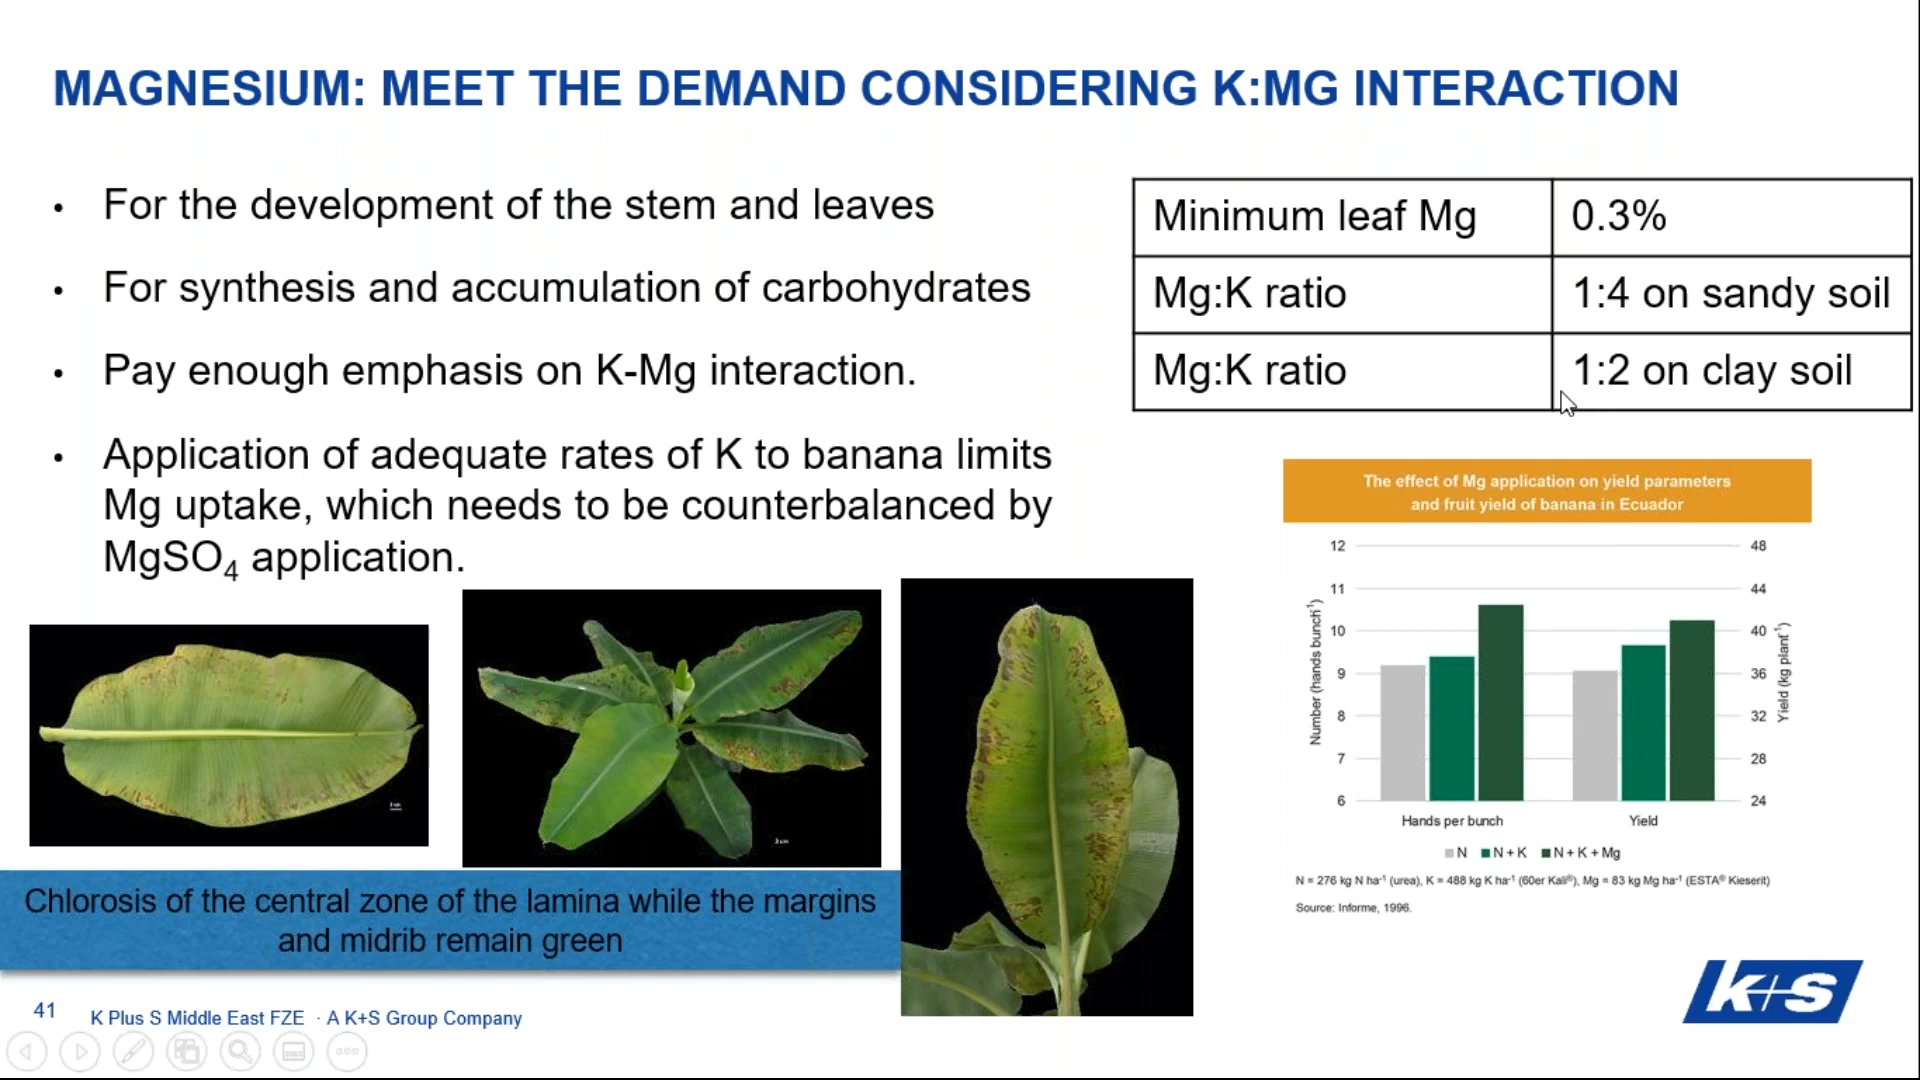 MAGNESIUM: MEET THE DEMAND CONSIDERING K:MG INTERACTION
• For the development of the stem and leaves
• For synthesis and accumulation of carbohydrates
• Pay enough emphasis on K-Mg interaction.
• Application of adequate rates of K to banana limits
Mg uptake, which needs to be counterbalanced by
MgSO₄ application.
Minimum leaf Mg 0.3%
Mg:K ratio 1:4 on sandy soil
Mg:K ratio 1:2 on clay soil
The effect of Mg application on yield parameters
and fruit yield of banana in Ecuador
Number (hands bunch⁻¹)
12
11
10
9
8
7
6
48
44
40
36
32
28
24
Yield (kg plant⁻¹)
Hands per bunch Yield
N N + K N + K + Mg
N = 276 kg N ha⁻¹ (urea), K = 488 kg K ha⁻¹ (60er Kali®), Mg = 83 kg Mg ha⁻¹ (ESTA® Kieserit)
Source: Informe, 1996.
2 cm
Chlorosis of the central zone of the lamina while the margins
and midrib remain green
K+S
41 K Plus S Middle East FZE · A K+S Group Company